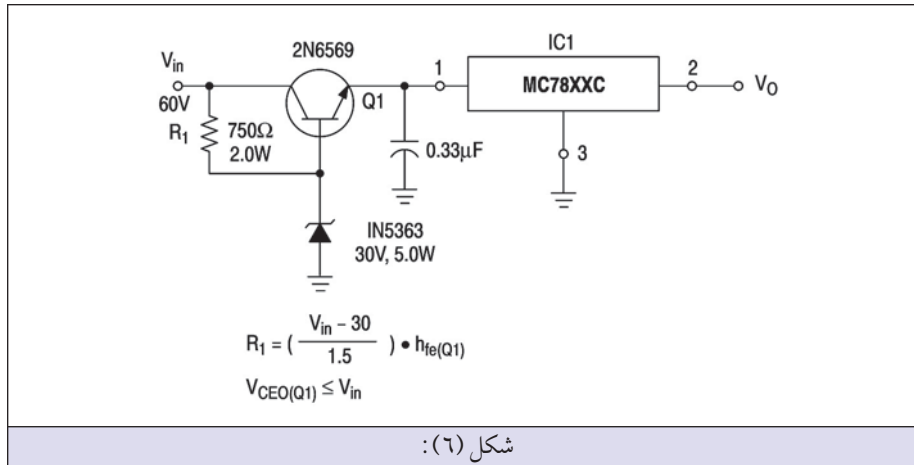 2N6569
IC1
Vin
60V
R1
750Ω
2.0W
Q1
1
MC78XXC
2
VO
0.33µF
3
IN5363
30V, 5.0W
R1 = ( Vin – 30 / 1.5 ) • hfe(Q1)
VCEO(Q1) ≤ Vin
شكل (٦):